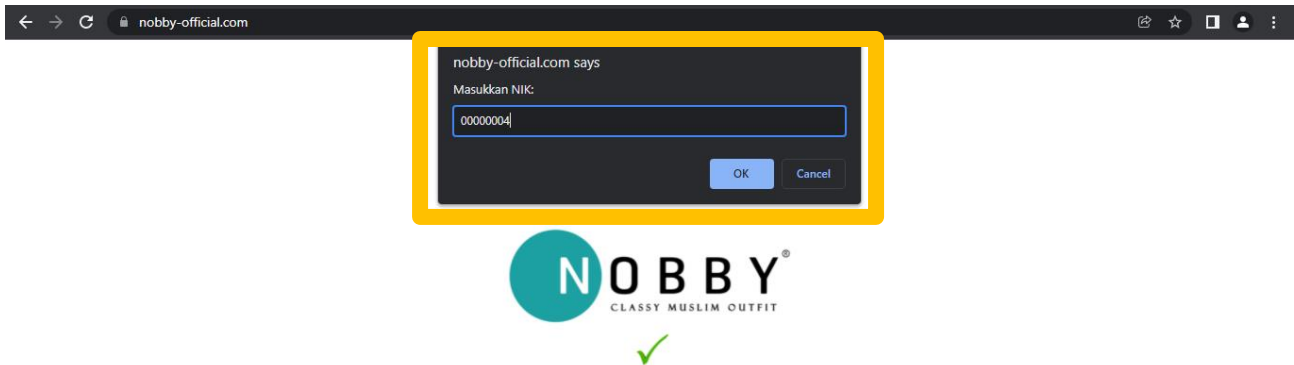 nobby-official.com
nobby-official.com says
Masukkan NIK:
00000004
OK Cancel
NOBBY®
CLASSY MUSLIM OUTFIT